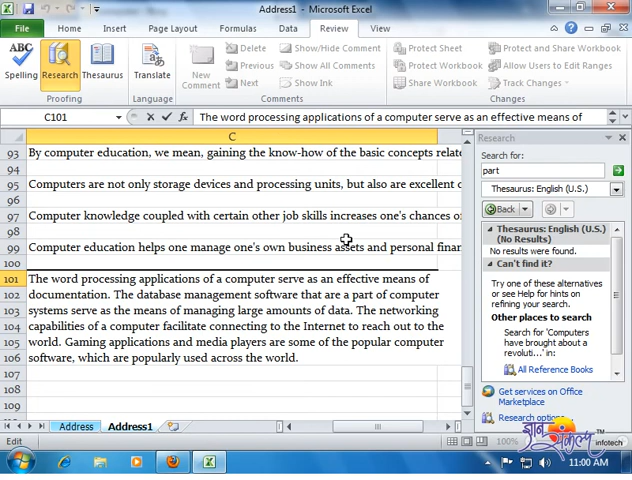 Address1 - Microsoft Excel
File Home Insert Page Layout Formulas Data Review View
ABC
Spelling Research Thesaurus
Proofing
Translate
Language
New Comment
Delete
Previous
Next
Show/Hide Comment
Show All Comments
Show Ink
Comments
Protect Sheet
Protect Workbook
Share Workbook
Protect and Share Workbook
Allow Users to Edit Ranges
Track Changes
Changes
C101 fx The word processing applications of a computer serve as an effective means of
C
93 By computer education, we mean, gaining the know-how of the basic concepts relate
94
95 Computers are not only storage devices and processing units, but also are excellent c
96
97 Computer knowledge coupled with certain other job skills increases one's chances o
98
99 Computer education helps one manage one's own business assets and personal finan
100
101 The word processing applications of a computer serve as an effective means of
102 documentation. The database management software that are a part of computer
103 systems serve as the means of managing large amounts of data. The networking
104 capabilities of a computer facilitate connecting to the Internet to reach out to the
105 world. Gaming applications and media players are some of the popular computer
106 software, which are popularly used across the world.
107
108
109
Research
Search for:
part
Thesaurus: English (U.S.)
Back
Thesaurus: English (U.S.) (No Results)
No results were found.
Can't find it?
Try one of these alternatives
or see Help for hints on
refining your search.
Other places to search
Search for 'Computers
have brought about a
revoluti...' in:
All Reference Books
Get services on Office
Marketplace
Research options
Address Address1
Edit
100%
ज्ञान संकल्प
infotech
TM
11:00 AM
11:00 AM